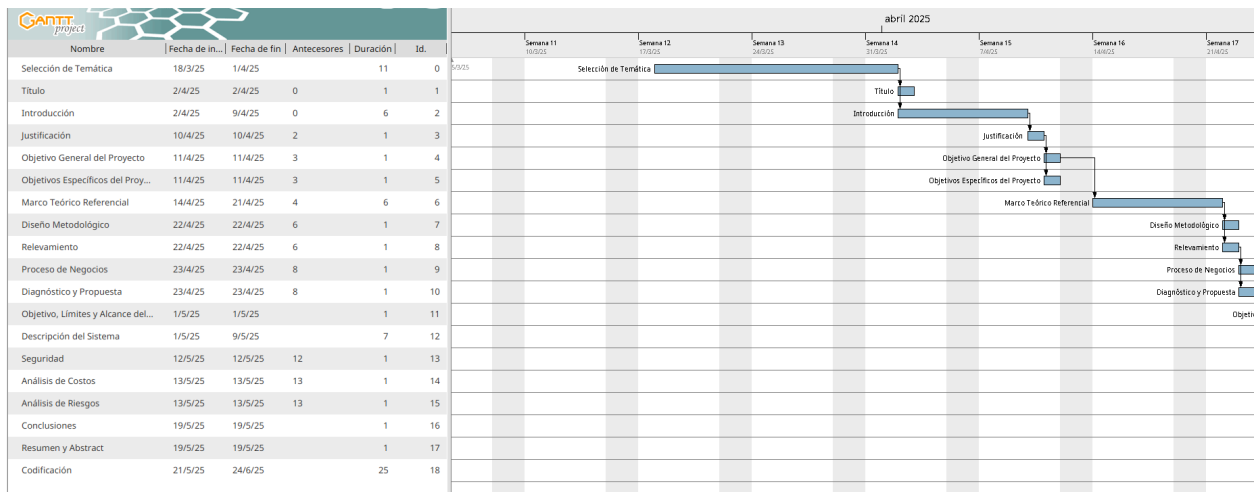 GANTT
project
abril 2025
Semana 11 Semana 12 Semana 13 Semana 14 Semana 15 Semana 16 Semana 17
10/3/25 17/3/25 24/3/25 31/3/25 7/4/25 14/4/25 21/4/25
Nombre Fecha de in... Fecha de fin Antecesores Duración Id.
Selección de Temática 18/3/25 1/4/25 11 0 5/3/25 Selección de Temática
Título 2/4/25 2/4/25 0 1 1 Título
Introducción 2/4/25 9/4/25 0 6 2 Introducción
Justificación 10/4/25 10/4/25 2 1 3 Justificación
Objetivo General del Proyecto 11/4/25 11/4/25 3 1 4 Objetivo General del Proyecto
Objetivos Específicos del Proy... 11/4/25 11/4/25 3 1 5 Objetivos Específicos del Proyecto
Marco Teórico Referencial 14/4/25 21/4/25 4 6 6 Marco Teórico Referencial
Diseño Metodológico 22/4/25 22/4/25 6 1 7 Diseño Metodológico
Relevamiento 22/4/25 22/4/25 6 1 8 Relevamiento
Proceso de Negocios 23/4/25 23/4/25 8 1 9 Proceso de Negocios
Diagnóstico y Propuesta 23/4/25 23/4/25 8 1 10 Diagnóstico y Propuesta
Objetivo, Límites y Alcance del... 1/5/25 1/5/25 1 11 Objetiv
Descripción del Sistema 1/5/25 9/5/25 7 12
Seguridad 12/5/25 12/5/25 12 1 13
Análisis de Costos 13/5/25 13/5/25 13 1 14
Análisis de Riesgos 13/5/25 13/5/25 13 1 15
Conclusiones 19/5/25 19/5/25 1 16
Resumen y Abstract 19/5/25 19/5/25 1 17
Codificación 21/5/25 24/6/25 25 18